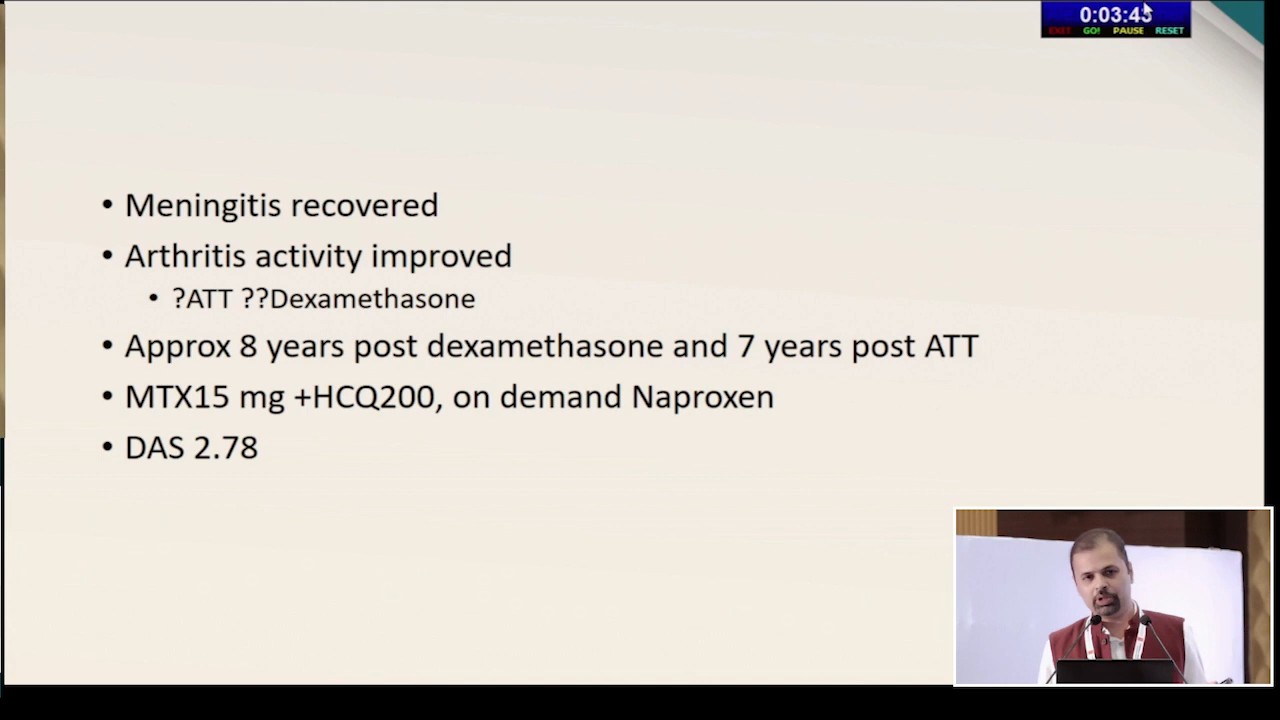 0:03:43
EXIT GO! PAUSE RESET
• Meningitis recovered
• Arthritis activity improved
• ?ATT ??Dexamethasone
• Approx 8 years post dexamethasone and 7 years post ATT
• MTX15 mg +HCQ200, on demand Naproxen
• DAS 2.78